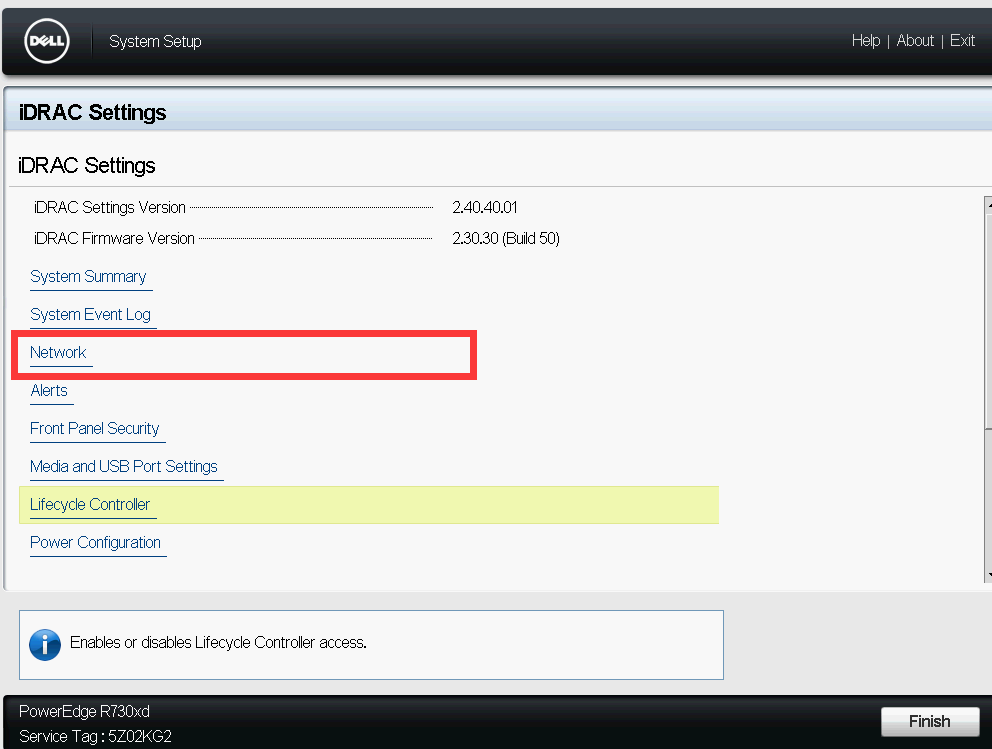 DELL
System Setup
Help | About | Exit
iDRAC Settings
iDRAC Settings
iDRAC Settings Version 2.40.40.01
iDRAC Firmware Version 2.30.30 (Build 50)
System Summary
System Event Log
Network
Alerts
Front Panel Security
Media and USB Port Settings
Lifecycle Controller
Power Configuration
Enables or disables Lifecycle Controller access.
PowerEdge R730xd
Service Tag : 5Z02KG2
Finish